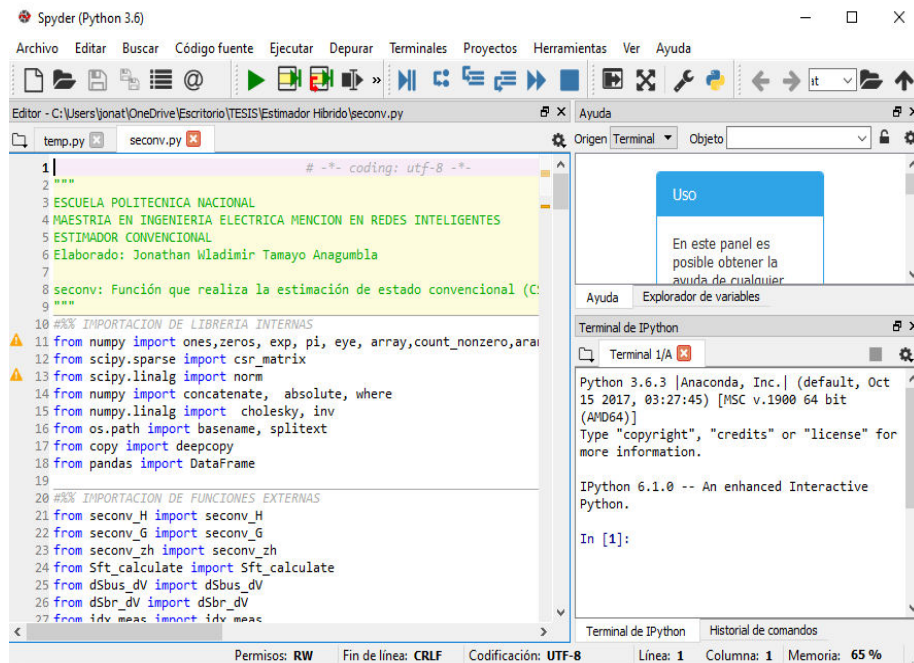 Spyder (Python 3.6)
Archivo Editar Buscar Código fuente Ejecutar Depurar Terminales Proyectos Herramientas Ver Ayuda
Editor - C:\Users\jonat\OneDrive\Escritorio\TESIS\Estimador Hibrido\seconv.py
temp.py
seconv.py
1 # -*- coding: utf-8 -*-
2 """
3 ESCUELA POLITECNICA NACIONAL
4 MAESTRIA EN INGENIERIA ELECTRICA MENCION EN REDES INTELIGENTES
5 ESTIMADOR CONVENCIONAL
6 Elaborado: Jonathan Wladimir Tamayo Anagumbla
7
8 seconv: Función que realiza la estimación de estado convencional
9 """
10 #%% IMPORTACION DE LIBRERIA INTERNAS
11 from numpy import ones,zeros, exp, pi, eye, array,count_nonzero,
12 from scipy.sparse import csr_matrix
13 from scipy.linalg import norm
14 from numpy import concatenate, absolute, where
15 from numpy.linalg import cholesky, inv
16 from os.path import basename, splitext
17 from copy import deepcopy
18 from pandas import DataFrame
19
20 #%% IMPORTACION DE FUNCIONES EXTERNAS
21 from seconv_H import seconv_H
22 from seconv_G import seconv_G
23 from seconv_zh import seconv_zh
24 from Sft_calculate import Sft_calculate
25 from dSbus_dV import dSbus_dV
26 from dSbr_dV import dSbr_dV
27 from idx_meas import idx_meas
Ayuda
Origen Terminal Objeto
Uso
En este panel es
posible obtener la
ayuda de cualquier
Ayuda Explorador de variables
Terminal de IPython
Terminal 1/A
Python 3.6.3 |Anaconda, Inc.| (default, Oct
15 2017, 03:27:45) [MSC v.1900 64 bit
(AMD64)]
Type "copyright", "credits" or "license" for
more information.
IPython 6.1.0 -- An enhanced Interactive
Python.
In [1]:
Terminal de IPython Historial de comandos
Permisos: RW Fin de línea: CRLF Codificación: UTF-8 Línea: 1 Columna: 1 Memoria: 65 %